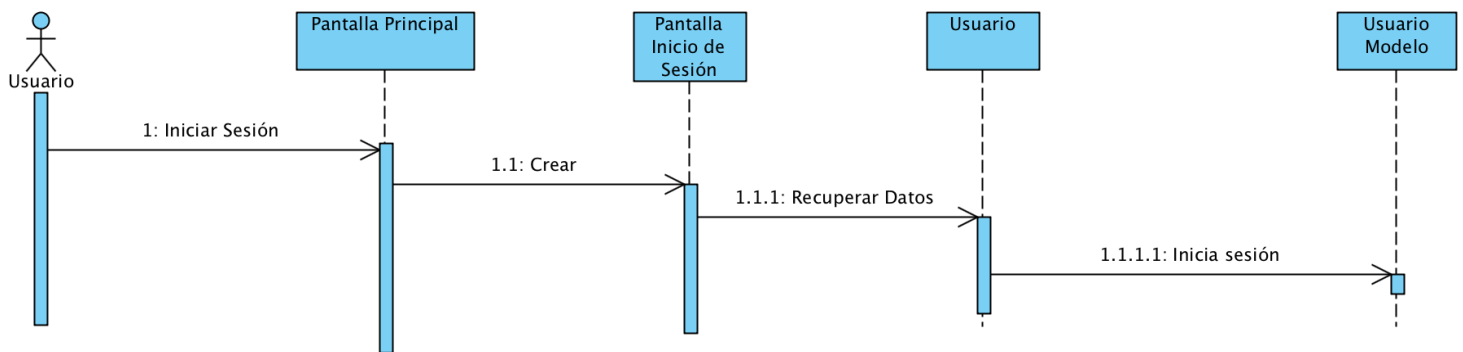 Usuario
Pantalla Principal
Pantalla
Inicio de
Sesión
Usuario
Usuario
Modelo
1: Iniciar Sesión
1.1: Crear
1.1.1: Recuperar Datos
1.1.1.1: Inicia sesión